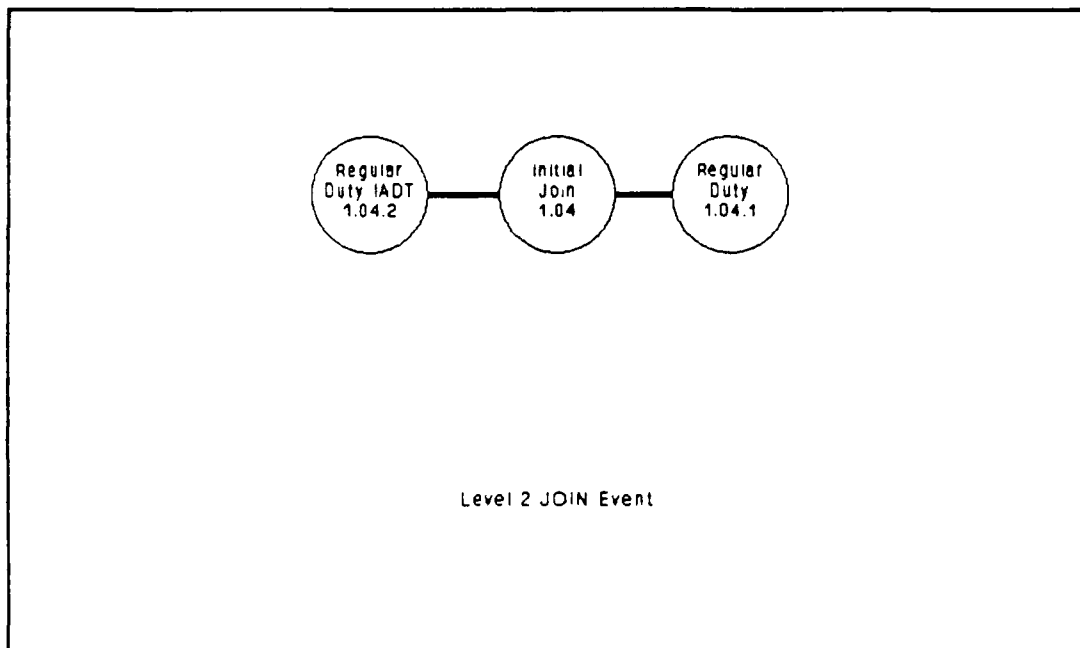 Regular
Duty IADT
1.04.2
Initial
Join
1.04
Regular
Duty
1.04.1
Level 2 JOIN Event